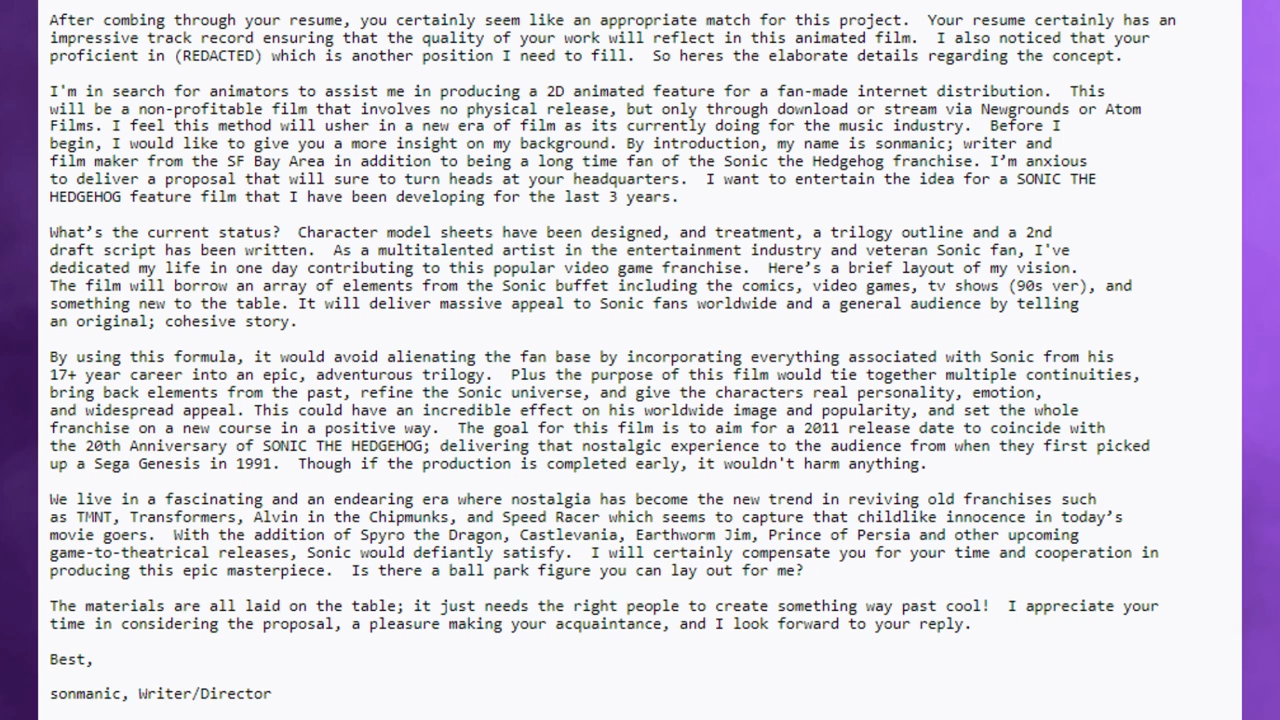 After combing through your resume, you certainly seem like an appropriate match for this project.  Your resume certainly has an
impressive track record ensuring that the quality of your work will reflect in this animated film.  I also noticed that your
proficient in (REDACTED) which is another position I need to fill.  So heres the elaborate details regarding the concept.

I'm in search for animators to assist me in producing a 2D animated feature for a fan-made internet distribution.  This
will be a non-profitable film that involves no physical release, but only through download or stream via Newgrounds or Atom
Films. I feel this method will usher in a new era of film as its currently doing for the music industry.  Before I
begin, I would like to give you a more insight on my background. By introduction, my name is sonmanic; writer and
film maker from the SF Bay Area in addition to being a long time fan of the Sonic the Hedgehog franchise. I’m anxious
to deliver a proposal that will sure to turn heads at your headquarters.  I want to entertain the idea for a SONIC THE
HEDGEHOG feature film that I have been developing for the last 3 years.

What’s the current status?  Character model sheets have been designed, and treatment, a trilogy outline and a 2nd
draft script has been written.  As a multitalented artist in the entertainment industry and veteran Sonic fan, I've
dedicated my life in one day contributing to this popular video game franchise.  Here’s a brief layout of my vision.
The film will borrow an array of elements from the Sonic buffet including the comics, video games, tv shows (90s ver), and
something new to the table. It will deliver massive appeal to Sonic fans worldwide and a general audience by telling
an original; cohesive story.

By using this formula, it would avoid alienating the fan base by incorporating everything associated with Sonic from his
17+ year career into an epic, adventurous trilogy.  Plus the purpose of this film would tie together multiple continuities,
bring back elements from the past, refine the Sonic universe, and give the characters real personality, emotion,
and widespread appeal. This could have an incredible effect on his worldwide image and popularity, and set the whole
franchise on a new course in a positive way.  The goal for this film is to aim for a 2011 release date to coincide with
the 20th Anniversary of SONIC THE HEDGEHOG; delivering that nostalgic experience to the audience from when they first picked
up a Sega Genesis in 1991.  Though if the production is completed early, it wouldn't harm anything.

We live in a fascinating and an endearing era where nostalgia has become the new trend in reviving old franchises such
as TMNT, Transformers, Alvin in the Chipmunks, and Speed Racer which seems to capture that childlike innocence in today’s
movie goers.  With the addition of Spyro the Dragon, Castlevania, Earthworm Jim, Prince of Persia and other upcoming
game-to-theatrical releases, Sonic would defiantly satisfy.  I will certainly compensate you for your time and cooperation in
producing this epic masterpiece.  Is there a ball park figure you can lay out for me?

The materials are all laid on the table; it just needs the right people to create something way past cool!  I appreciate your
time in considering the proposal, a pleasure making your acquaintance, and I look forward to your reply.

Best,

sonmanic, Writer/Director